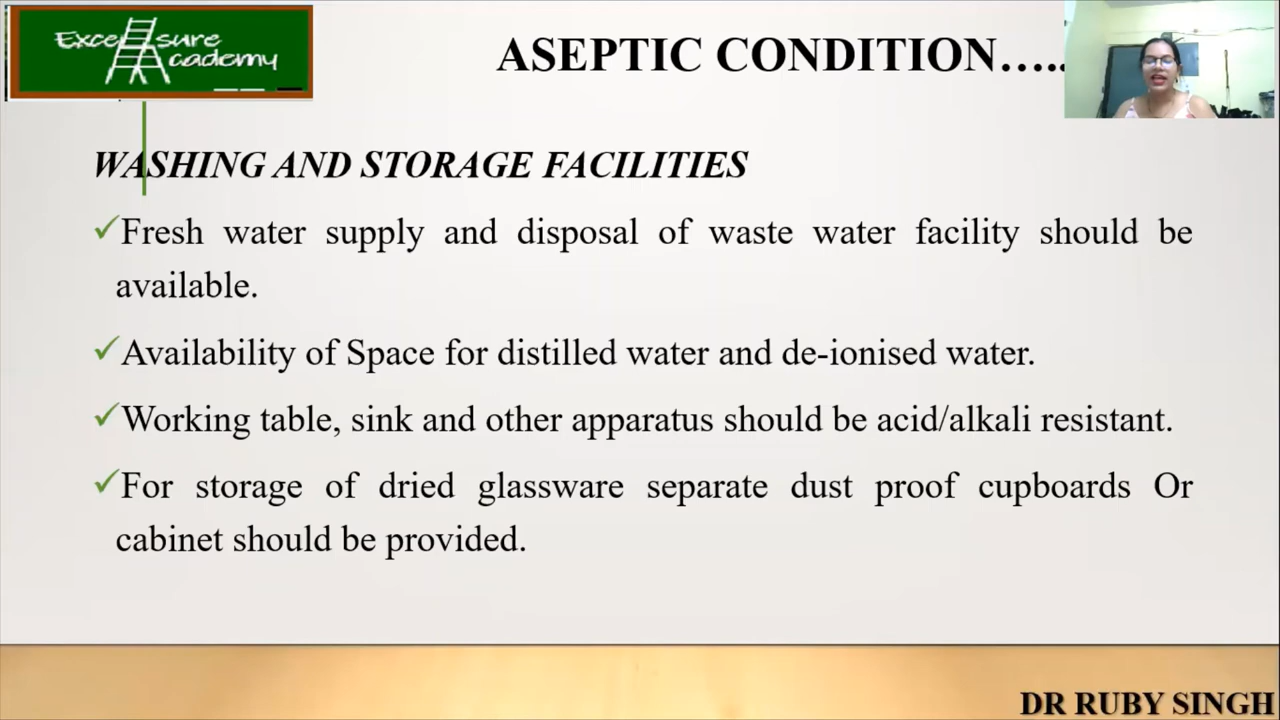 Excel sure
Academy
ASEPTIC CONDITION…..
WASHING AND STORAGE FACILITIES
✓Fresh water supply and disposal of waste water facility should be
available.
✓Availability of Space for distilled water and de-ionised water.
✓Working table, sink and other apparatus should be acid/alkali resistant.
✓For storage of dried glassware separate dust proof cupboards Or
cabinet should be provided.
DR RUBY SINGH